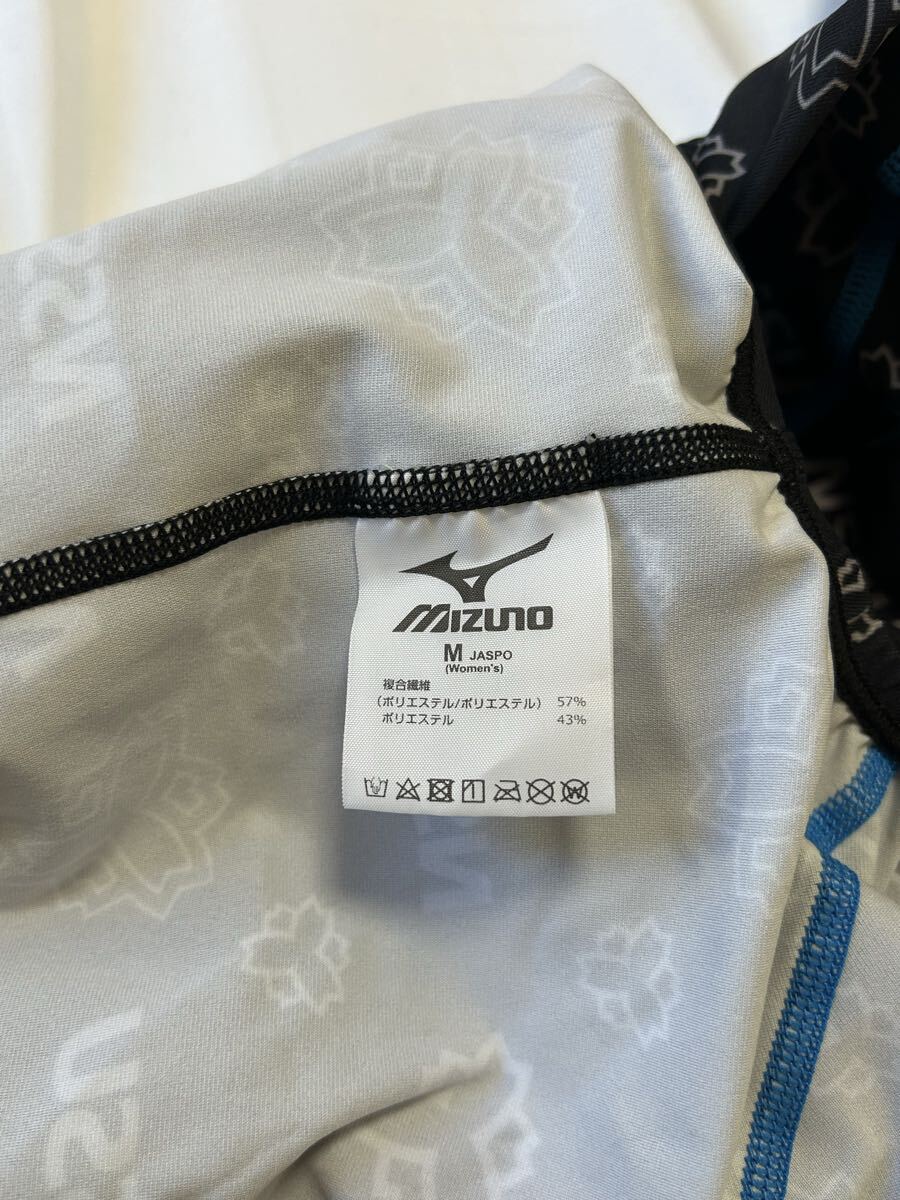 MIZUNO
M JASPO
(Women's)
複合繊維
(ポリエステル/ポリエステル) 57%
ポリエステル 43%